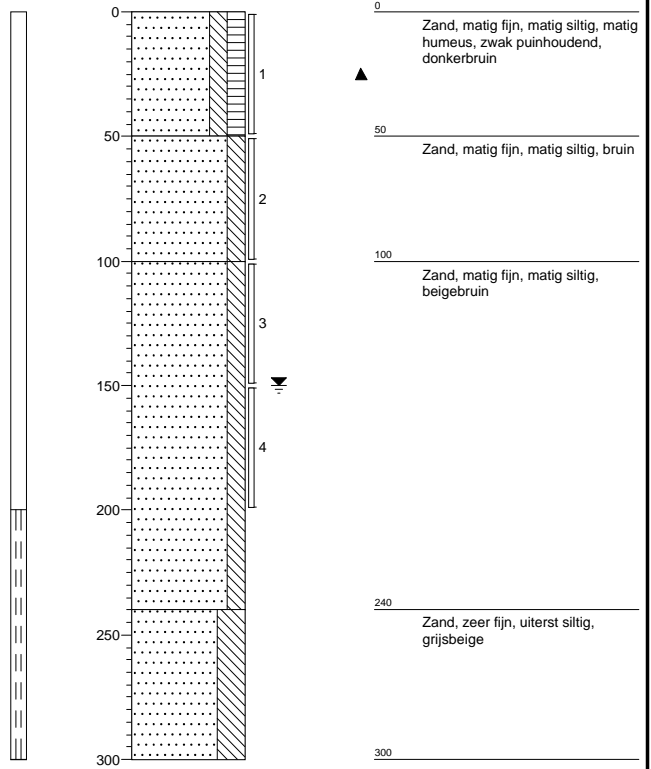 0
50
100
150
200
250
300
1
2
3
4
0
Zand, matig fijn, matig siltig, matig
humeus, zwak puinhoudend,
donkerbruin
50
Zand, matig fijn, matig siltig, bruin
100
Zand, matig fijn, matig siltig,
beigebruin
240
Zand, zeer fijn, uiterst siltig,
grijsbeige
300